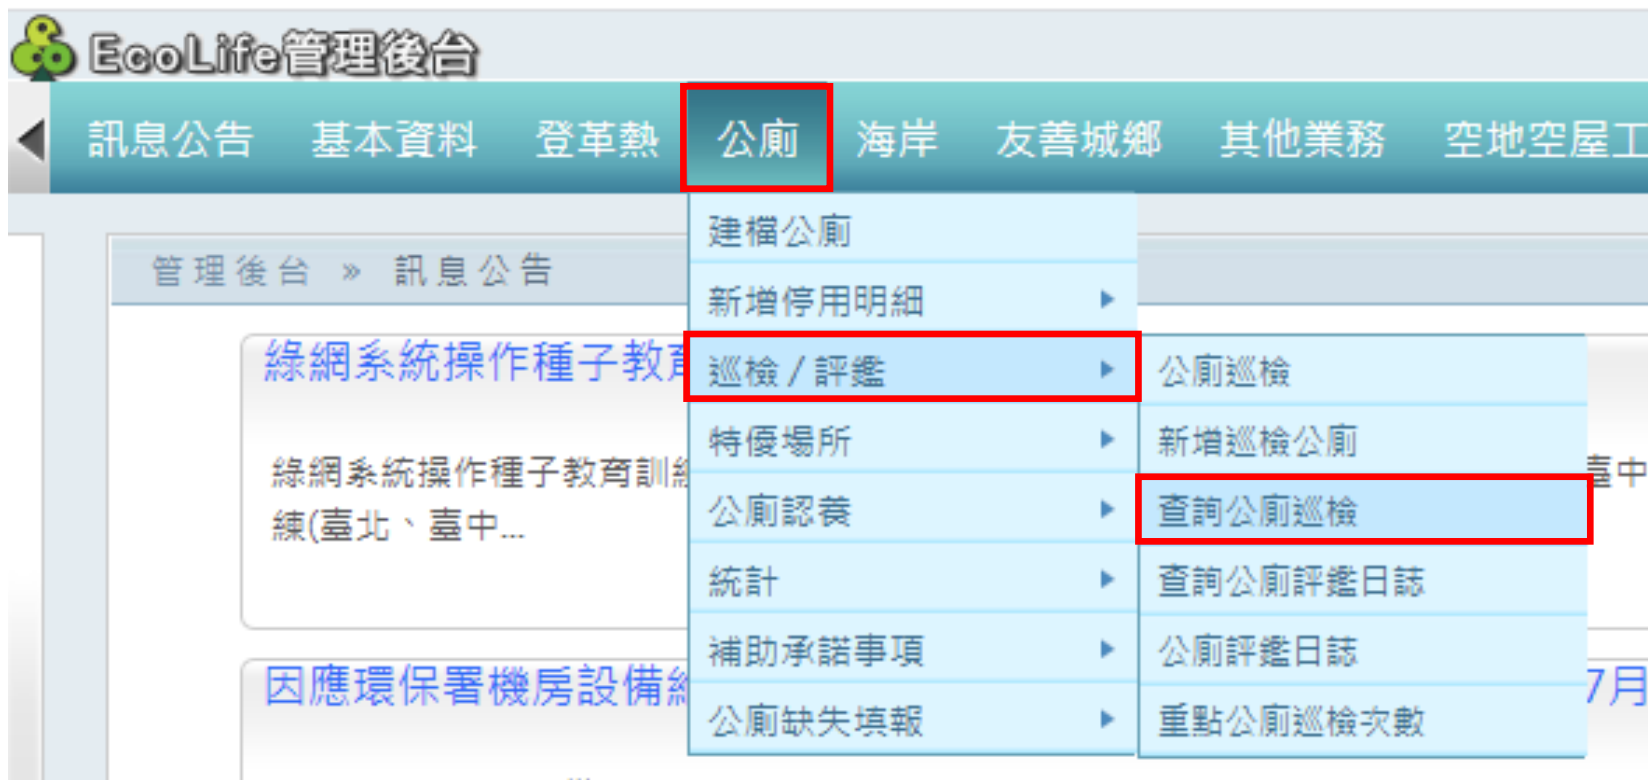 EcoLife管理後台
訊息公告 基本資料 登革熱 公廁 海岸 友善城鄉 其他業務 空地空屋工
建檔公廁
管理後台 » 訊息公告
新增停用明細
綠網系統操作種子教育
巡檢／評鑑 公廁巡檢
特優場所 新增巡檢公廁
綠網系統操作種子教育訓練 臺中
公廁認養 查詢公廁巡檢
練(臺北、臺中...
統計 查詢公廁評鑑日誌
補助承諾事項 公廁評鑑日誌
因應環保署機房設備 7月
公廁缺失填報 重點公廁巡檢次數